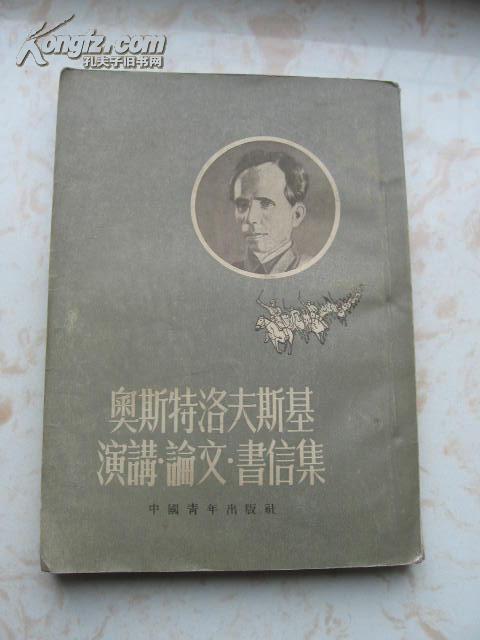 Kongfz.com
孔夫子旧书网
奧斯特洛夫斯基
演講·論文·書信集
中國青年出版社